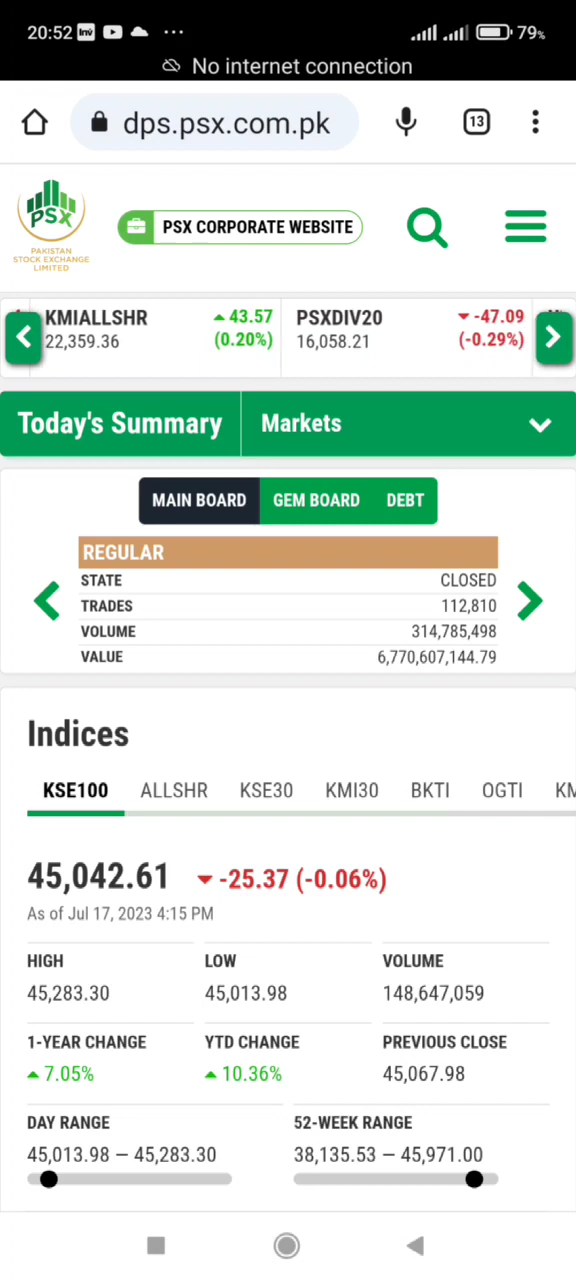 20:52 inv ... 79%
No internet connection
dps.psx.com.pk 13
PSX
PAKISTAN
STOCK EXCHANGE
LIMITED
PSX CORPORATE WEBSITE
KMIALLSHR 43.57 PSXDIV20 -47.09
22,359.36 (0.20%) 16,058.21 (-0.29%)
Today's Summary Markets
MAIN BOARD GEM BOARD DEBT
REGULAR
STATE CLOSED
TRADES 112,810
VOLUME 314,785,498
VALUE 6,770,607,144.79
Indices
KSE100 ALLSHR KSE30 KMI30 BKTI OGTI KM
45,042.61 -25.37 (-0.06%)
As of Jul 17, 2023 4:15 PM
HIGH LOW VOLUME
45,283.30 45,013.98 148,647,059
1-YEAR CHANGE YTD CHANGE PREVIOUS CLOSE
7.05% 10.36% 45,067.98
DAY RANGE 52-WEEK RANGE
45,013.98 — 45,283.30 38,135.53 — 45,971.00